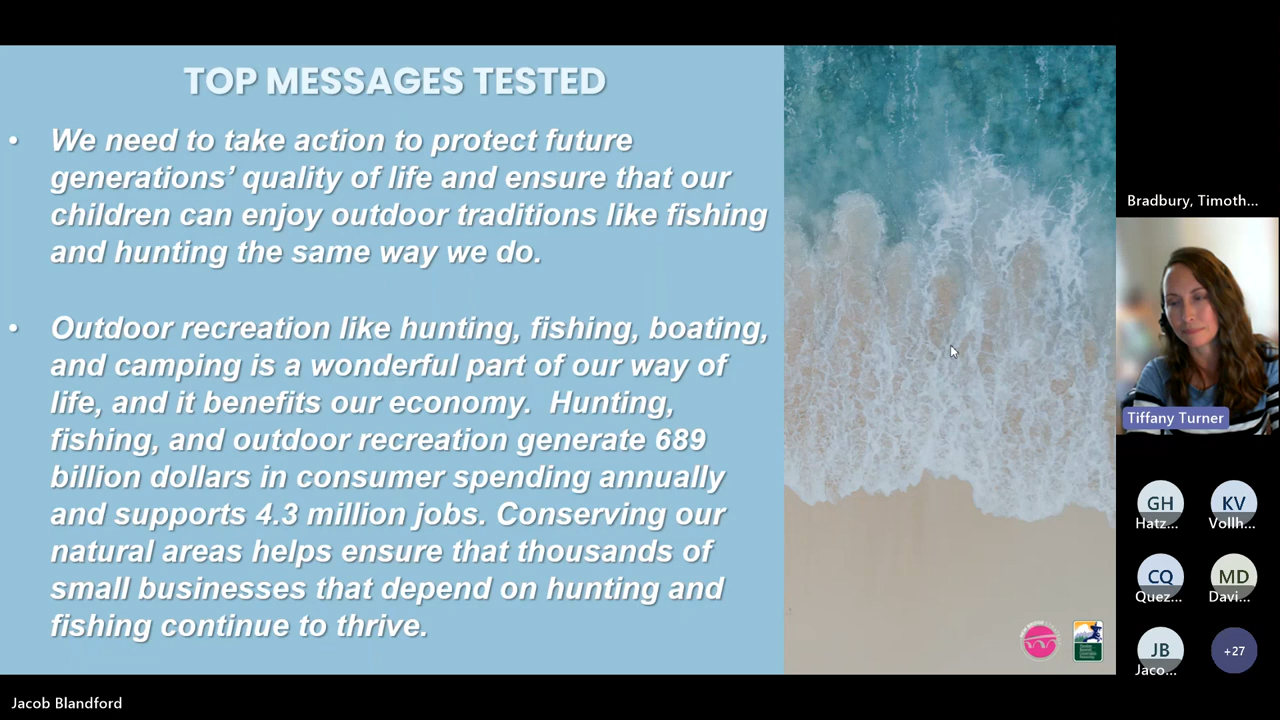 TOP MESSAGES TESTED
• We need to take action to protect future
generations’ quality of life and ensure that our
children can enjoy outdoor traditions like fishing
and hunting the same way we do.
• Outdoor recreation like hunting, fishing, boating,
and camping is a wonderful part of our way of
life, and it benefits our economy.  Hunting,
fishing, and outdoor recreation generate 689
billion dollars in consumer spending annually
and supports 4.3 million jobs. Conserving our
natural areas helps ensure that thousands of
small businesses that depend on hunting and
fishing continue to thrive.
Bradbury, Timoth...
Tiffany Turner
GH
Hatz...
KV
Vollh...
CQ
Quez...
MD
Davi...
JB
Jaco...
+27
Jacob Blandford